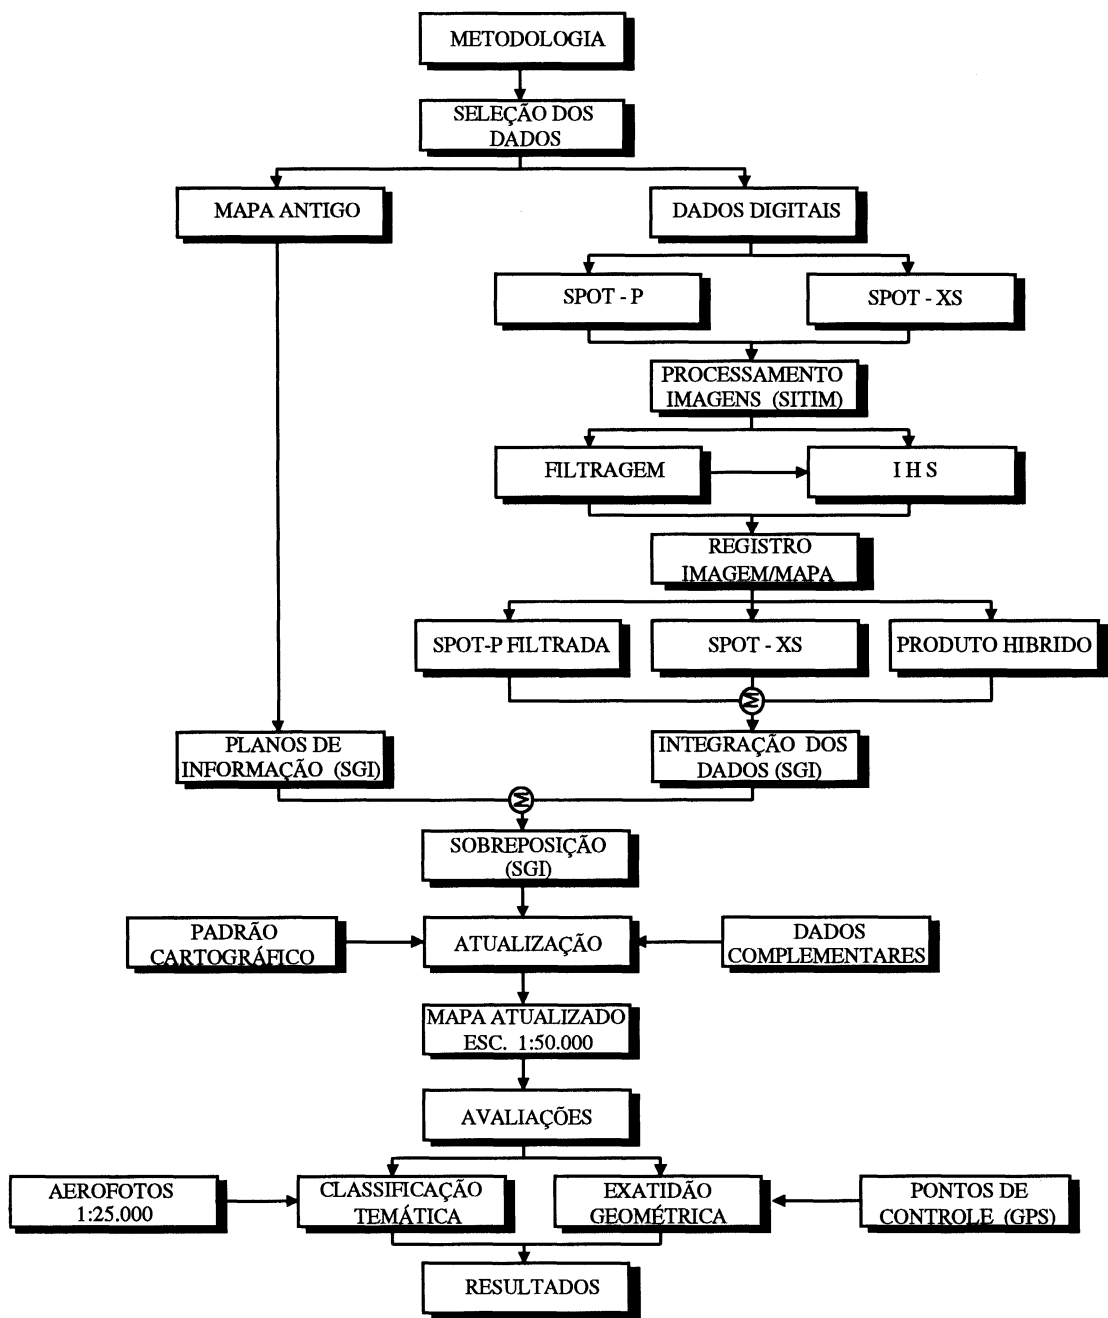 METODOLOGIA
SELEÇÃO DOS
DADOS
MAPA ANTIGO
DADOS DIGITAIS
SPOT - P
SPOT - XS
PROCESSAMENTO
IMAGENS (SITIM)
FILTRAGEM
I H S
REGISTRO
IMAGEM/MAPA
SPOT-P FILTRADA
SPOT - XS
PRODUTO HIBRIDO
M
PLANOS DE
INFORMAÇÃO (SGI)
INTEGRAÇÃO DOS
DADOS (SGI)
M
SOBREPOSIÇÃO
(SGI)
PADRÃO
CARTOGRÁFICO
ATUALIZAÇÃO
DADOS
COMPLEMENTARES
MAPA ATUALIZADO
ESC. 1:50.000
AVALIAÇÕES
AEROFOTOS
1:25.000
CLASSIFICAÇÃO
TEMÁTICA
EXATIDÃO
GEOMÉTRICA
PONTOS DE
CONTROLE (GPS)
RESULTADOS